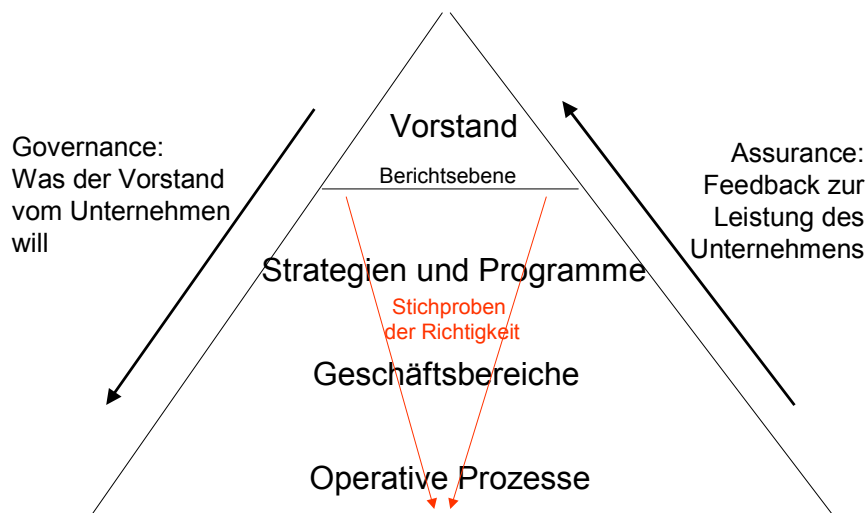 Vorstand
Berichtsebene
Governance:
Was der Vorstand
vom Unternehmen
will
Assurance:
Feedback zur
Leistung des
Unternehmens
Strategien und Programme
Stichproben
der Richtigkeit
Geschäftsbereiche
Operative Prozesse